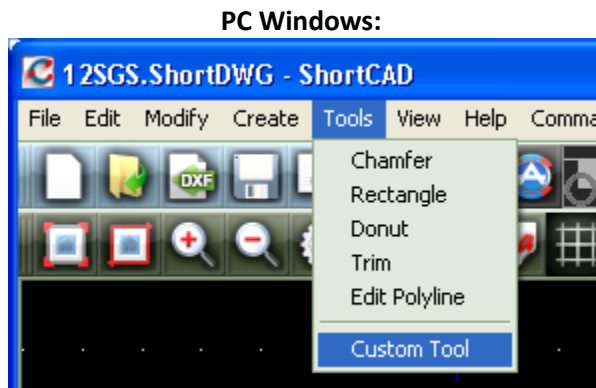 PC Windows:
12SGS.ShortDWG - ShortCAD
File Edit Modify Create Tools View Help
DXF
Chamfer
Rectangle
Donut
Trim
Edit Polyline
Custom Tool